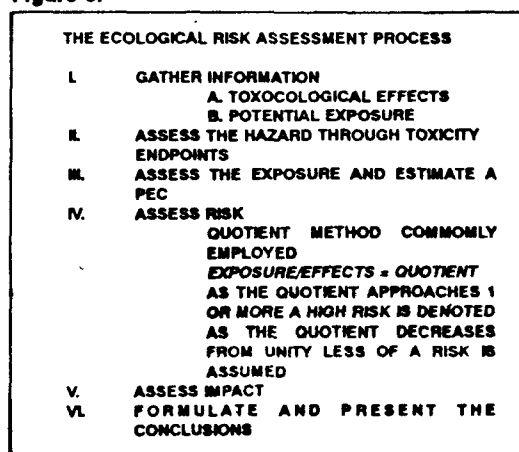 THE ECOLOGICAL RISK ASSESSMENT PROCESS
I. GATHER INFORMATION
A. TOXOCOLOGICAL EFFECTS
B. POTENTIAL EXPOSURE
II. ASSESS THE HAZARD THROUGH TOXICITY
ENDPOINTS
III. ASSESS THE EXPOSURE AND ESTIMATE A
PEC
IV. ASSESS RISK
QUOTIENT METHOD COMMOMLY
EMPLOYED
EXPOSURE/EFFECTS = QUOTIENT
AS THE QUOTIENT APPROACHES 1
OR MORE A HIGH RISK IS DENOTED
AS THE QUOTIENT DECREASES
FROM UNITY LESS OF A RISK IS
ASSUMED
V. ASSESS IMPACT
VI. FORMULATE AND PRESENT THE
CONCLUSIONS